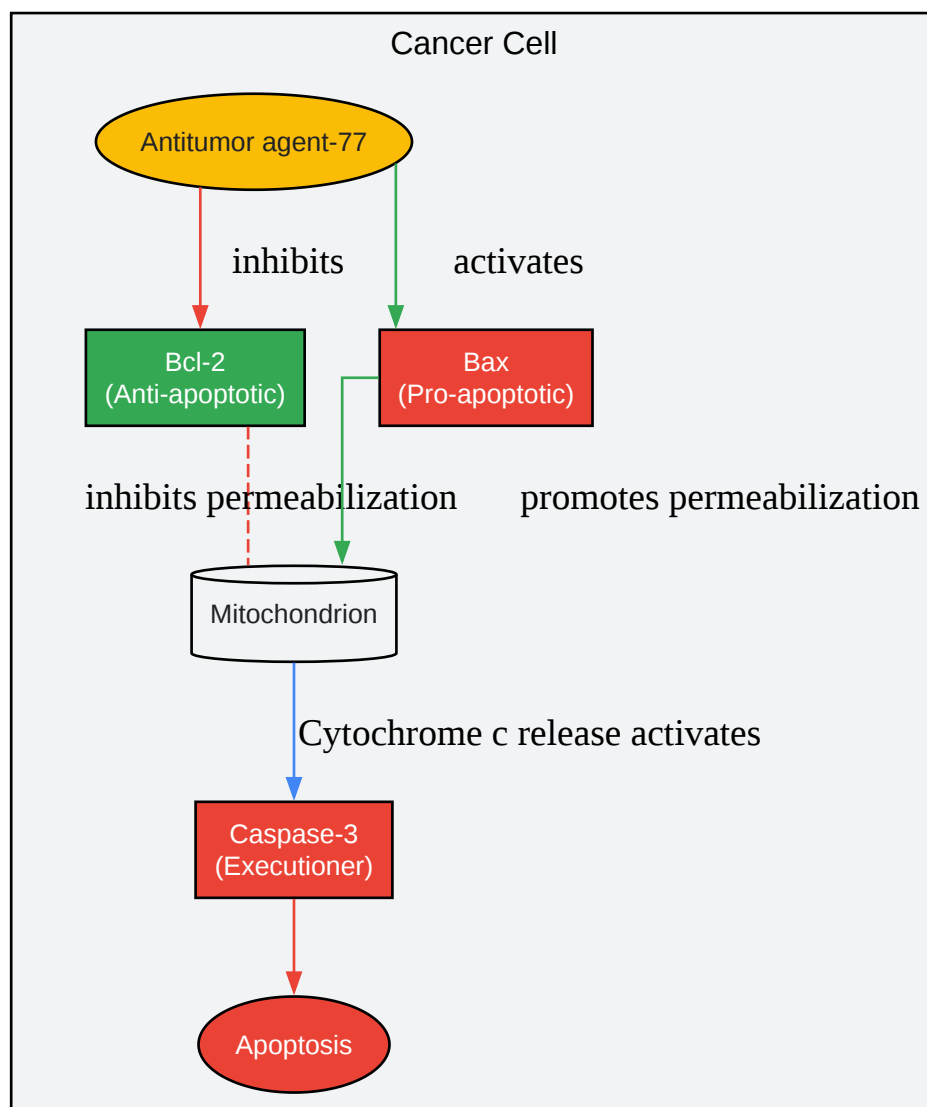 Cancer Cell
Antitumor agent-77
inhibits
activates
Bcl-2
(Anti-apoptotic)
Bax
(Pro-apoptotic)
inhibits permeabilization
promotes permeabilization
Mitochondrion
Cytochrome c release activates
Caspase-3
(Executioner)
Apoptosis